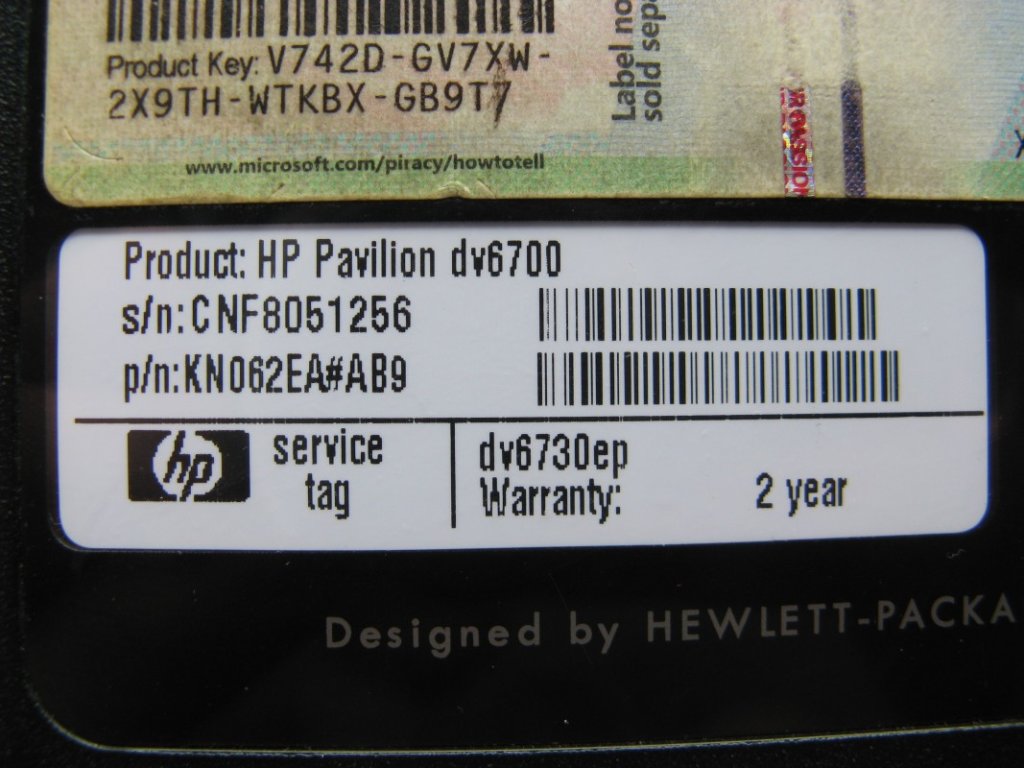 Product Key: V742D-GV7XW-
2X9TH-WTKBX-GB9T7
Label no
sold sep
www.microsoft.com/piracy/howtotell
Product: HP Pavilion dv6700
s/n:CNF8051256
p/n:KN062EA#AB9
hp
service
tag
dv6730ep
Warranty: 2 year
Designed by HEWLETT-PACKA